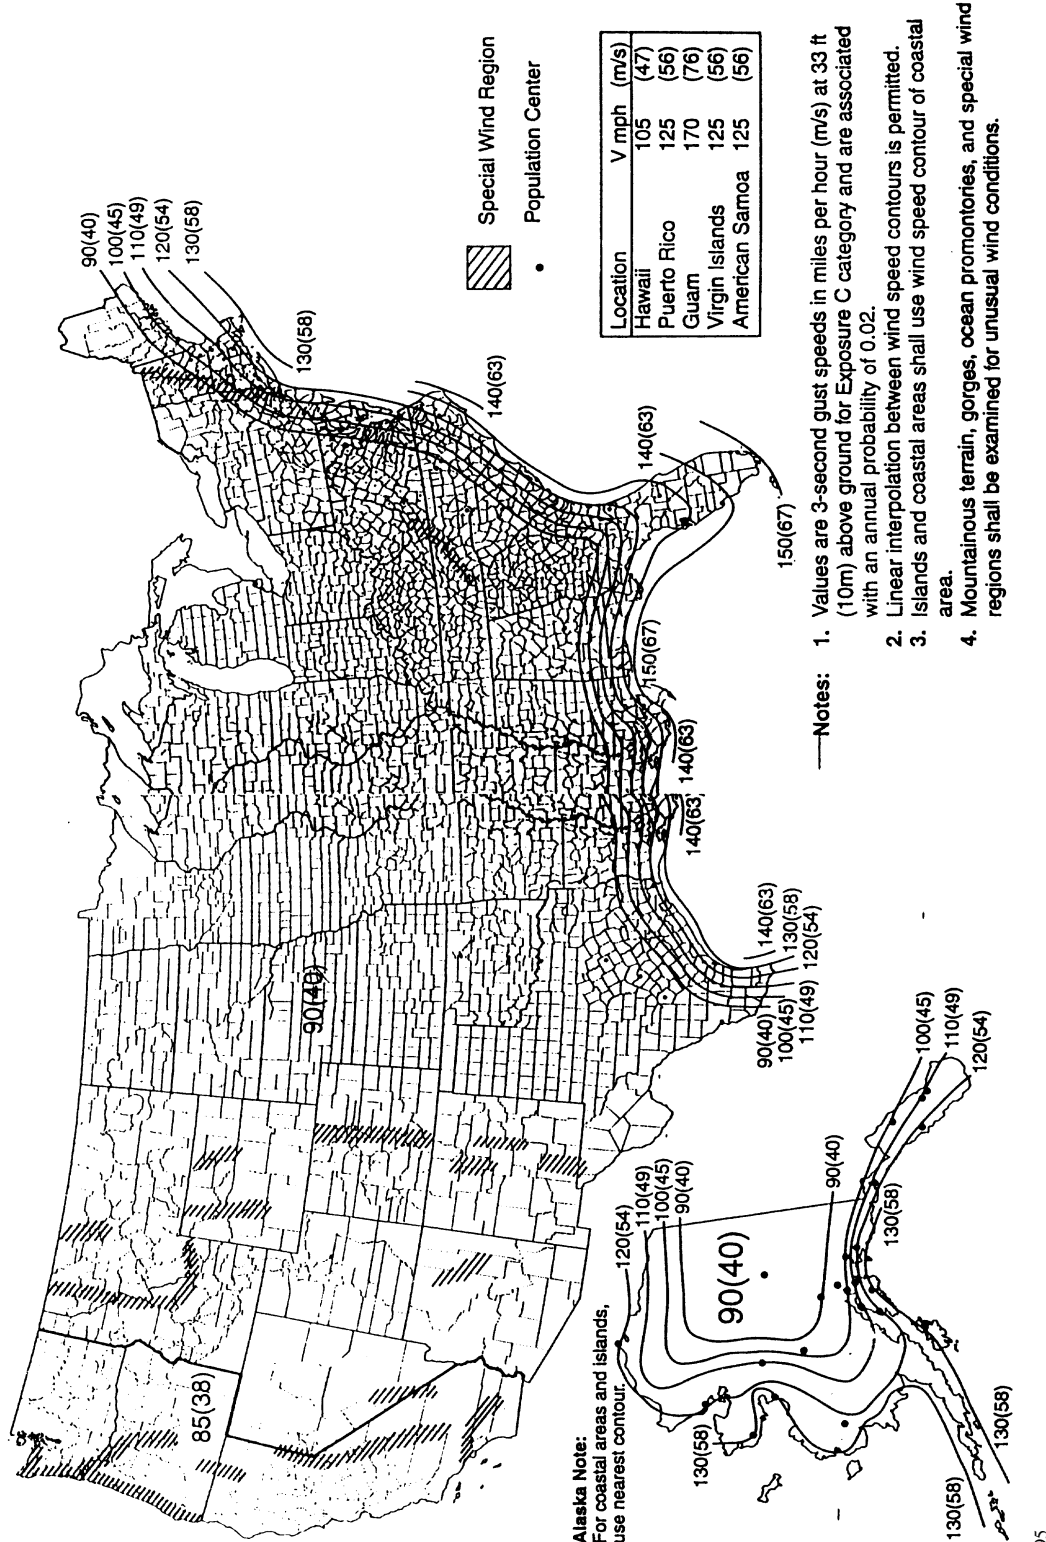 90(40)
100(45)
110(49)
120(54)
130(58)
130(58)
140(63)
140(63)
150(67)
150(67)
140(63)
140(63)
140(63)
130(58)
120(54)
90(40)
100(45)
110(49)
90(40)
85(38)
Special Wind Region
Population Center
Location V mph (m/s)
Hawaii 105 (47)
Puerto Rico 125 (56)
Guam 170 (76)
Virgin Islands 125 (56)
American Samoa 125 (56)
Notes: 1. Values are 3-second gust speeds in miles per hour (m/s) at 33 ft
(10m) above ground for Exposure C category and are associated
with an annual probability of 0.02.
2. Linear interpolation between wind speed contours is permitted.
3. Islands and coastal areas shall use wind speed contour of coastal
area.
4. Mountainous terrain, gorges, ocean promontories, and special wind
regions shall be examined for unusual wind conditions.
Alaska Note:
For coastal areas and islands,
use nearest contour.
120(54)
110(49)
100(45)
90(40)
90(40)
90(40)
100(45)
110(49)
120(54)
130(58)
130(58)
130(58)
130(58)